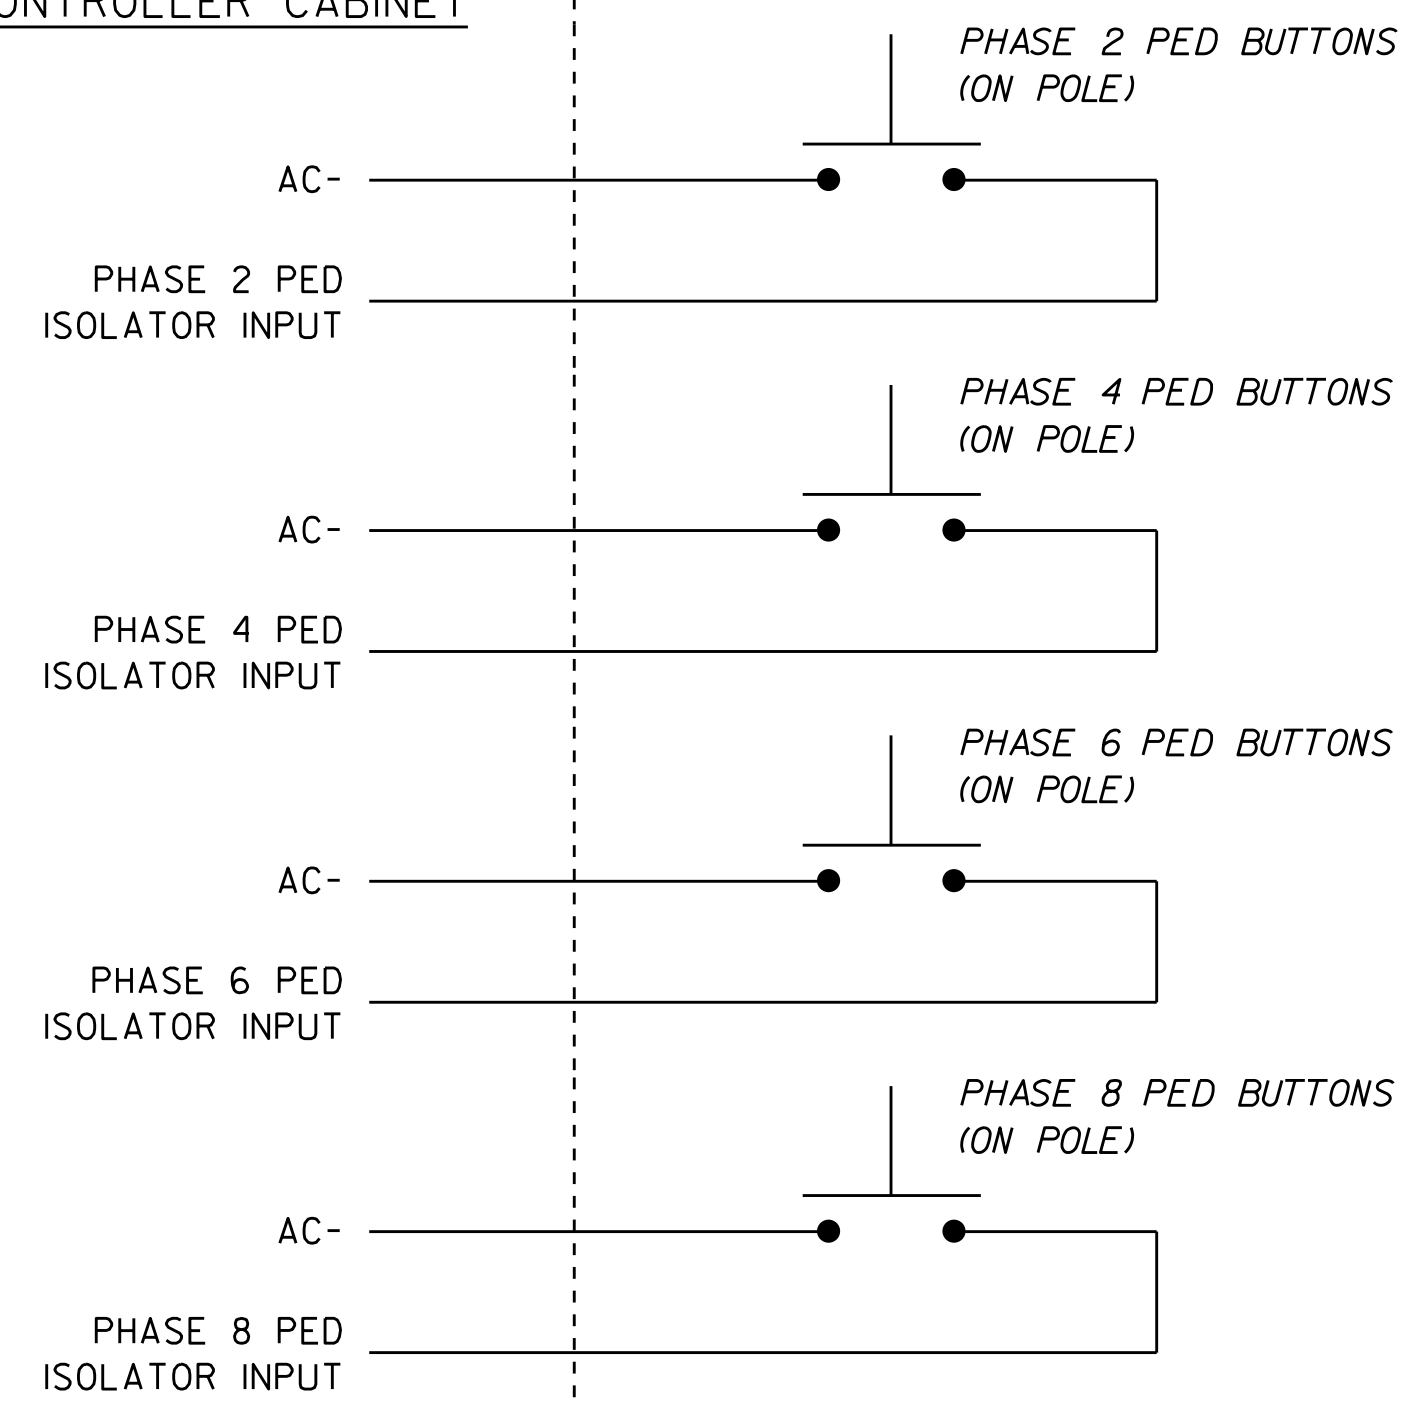 CONTROLLER CABINET
PHASE 2 PED BUTTONS
(ON POLE)
AC-
PHASE 2 PED
ISOLATOR INPUT
PHASE 4 PED BUTTONS
(ON POLE)
AC-
PHASE 4 PED
ISOLATOR INPUT
PHASE 6 PED BUTTONS
(ON POLE)
AC-
PHASE 6 PED
ISOLATOR INPUT
PHASE 8 PED BUTTONS
(ON POLE)
AC-
PHASE 8 PED
ISOLATOR INPUT